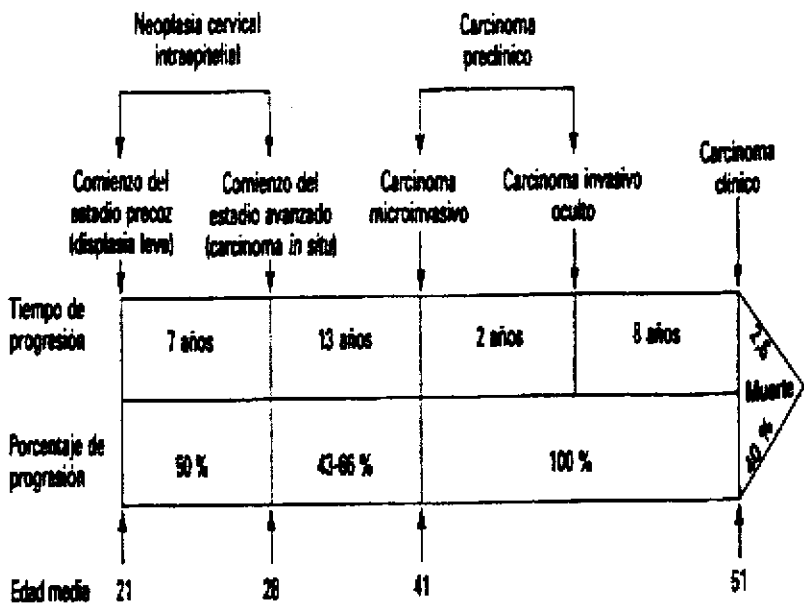 Neoplasia cervical
intraepitelial
Carcinoma
preclínico
Comienzo del
estadio precoz
(displasia leve)
Comienzo del
estadio avanzado
(carcinoma in situ)
Carcinoma
microinvasivo
Carcinoma invasivo
oculto
Carcinoma
clínico
Tiempo de
progresión
7 años
13 años
2 años
8 años
Muerte
Porcentaje de
progresión
43-66 %
100 %
Edad media
21
28
41
51